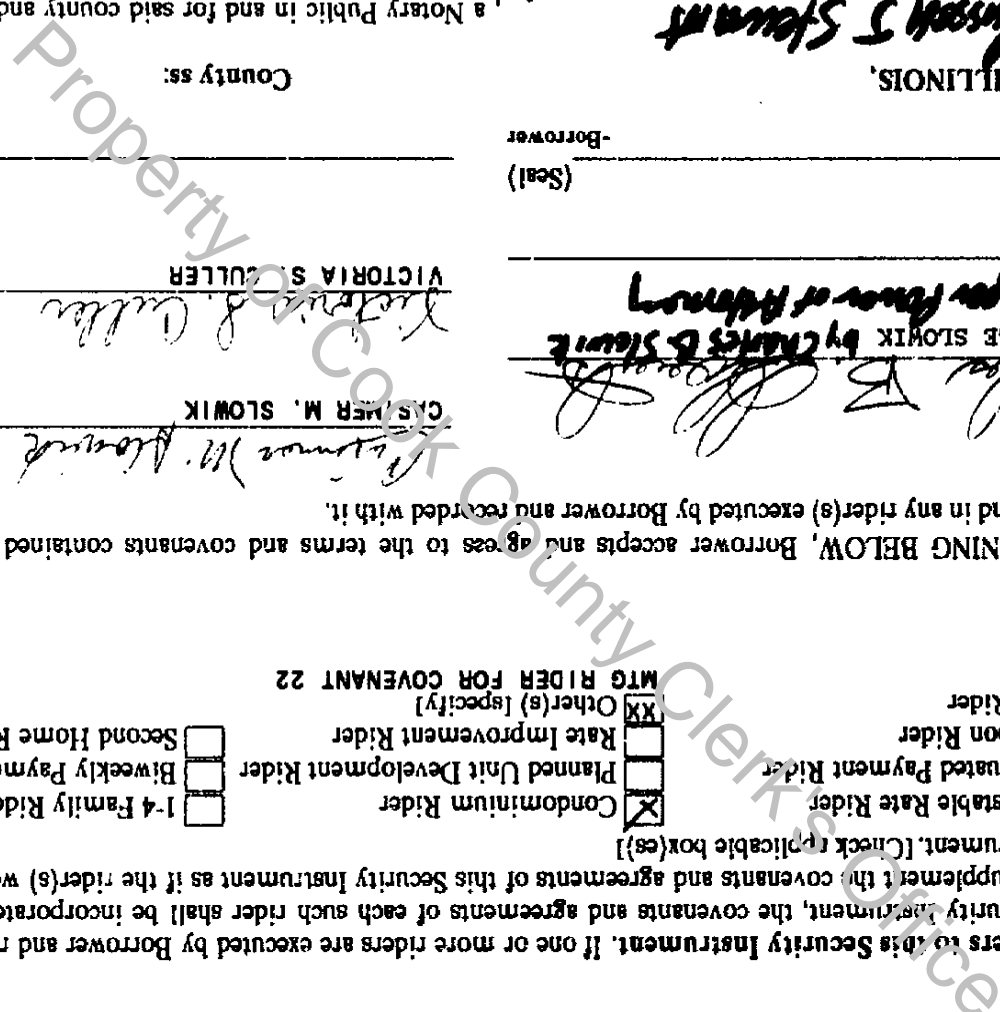 ers to this Security Instrument. If one or more riders are executed by Borrower and r
urity Instrument, the covenants and agreements of each such rider shall be incorporate
upplement the covenants and agreements of this Security Instrument as if the rider(s) we
rument. [Check applicable box(es)]
stable Rate Rider X Condominium Rider 1-4 Family Ride
uated Payment Rider Planned Unit Development Rider Biweekly Payme
oon Rider Rate Improvement Rider Second Home R
Rider XX Other(s) [specify]
MTG RIDER FOR COVENANT 22
NING BELOW, Borrower accepts and agrees to the terms and covenants contained
nd in any rider(s) executed by Borrower and recorded with it.
Casimer M. Slowik
CASIMER M. SLOWIK
LE SLOWIK by Charles B Slowik
Power of Attorney
Victoria S. Culler
VICTORIA S. CULLER
(Seal)
-Borrower
ILLINOIS, County ss:
J Stewart , a Notary Public in and for said county and
Property of Cook County Clerk's Office